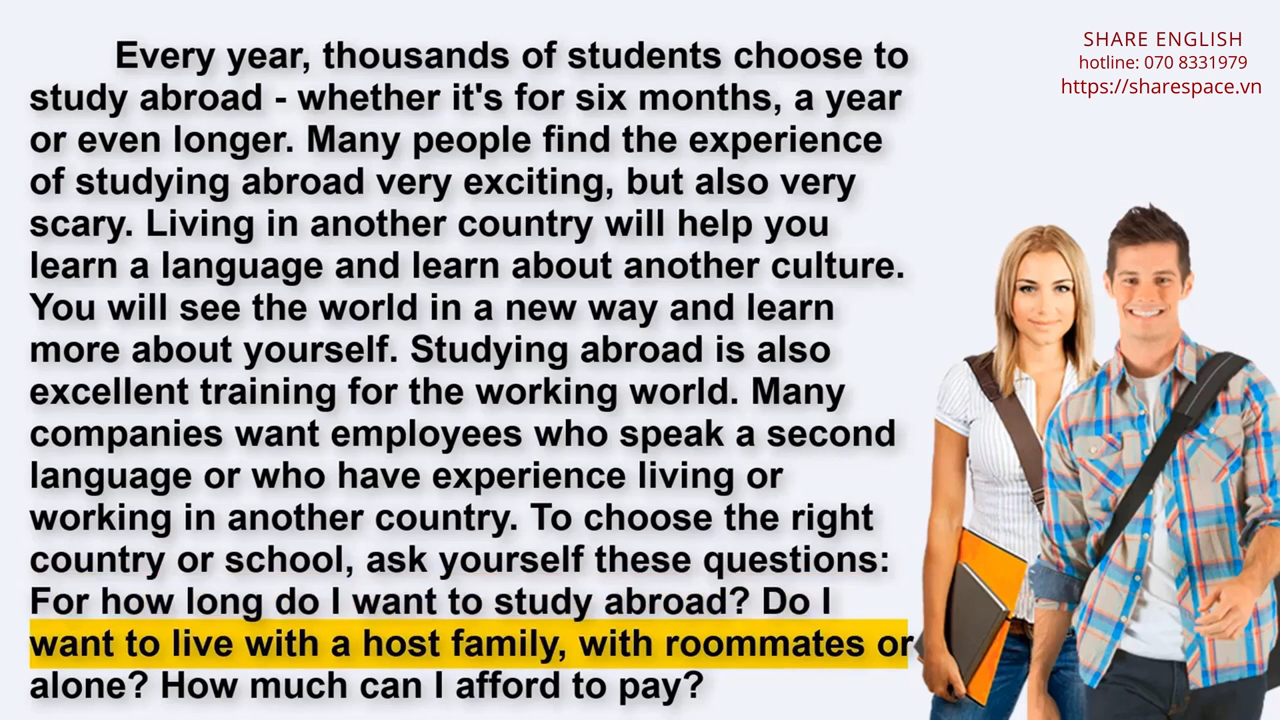 Every year, thousands of students choose to
study abroad - whether it's for six months, a year
or even longer. Many people find the experience
of studying abroad very exciting, but also very
scary. Living in another country will help you
learn a language and learn about another culture.
You will see the world in a new way and learn
more about yourself. Studying abroad is also
excellent training for the working world. Many
companies want employees who speak a second
language or who have experience living or
working in another country. To choose the right
country or school, ask yourself these questions:
For how long do I want to study abroad? Do I
want to live with a host family, with roommates or
alone? How much can I afford to pay?
SHARE ENGLISH
hotline: 070 8331979
https://sharespace.vn